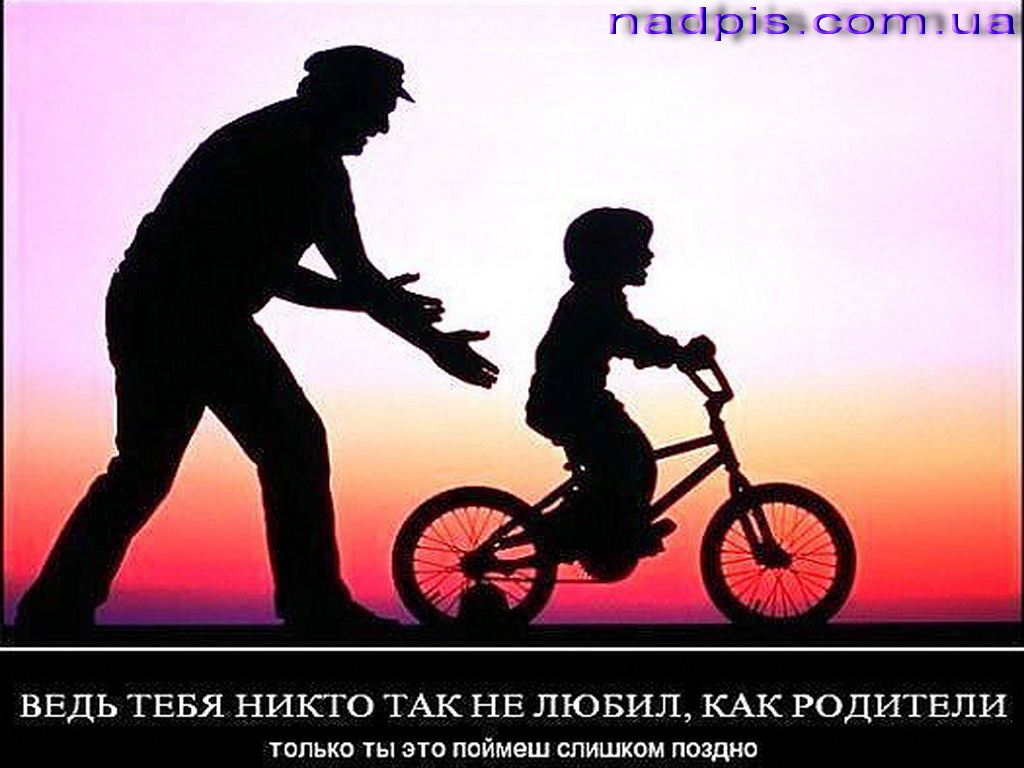 nadpis.com.ua
ВЕДЬ ТЕБЯ НИКТО ТАК НЕ ЛЮБИЛ, КАК РОДИТЕЛИ
только ты это поймеш слишком поздно